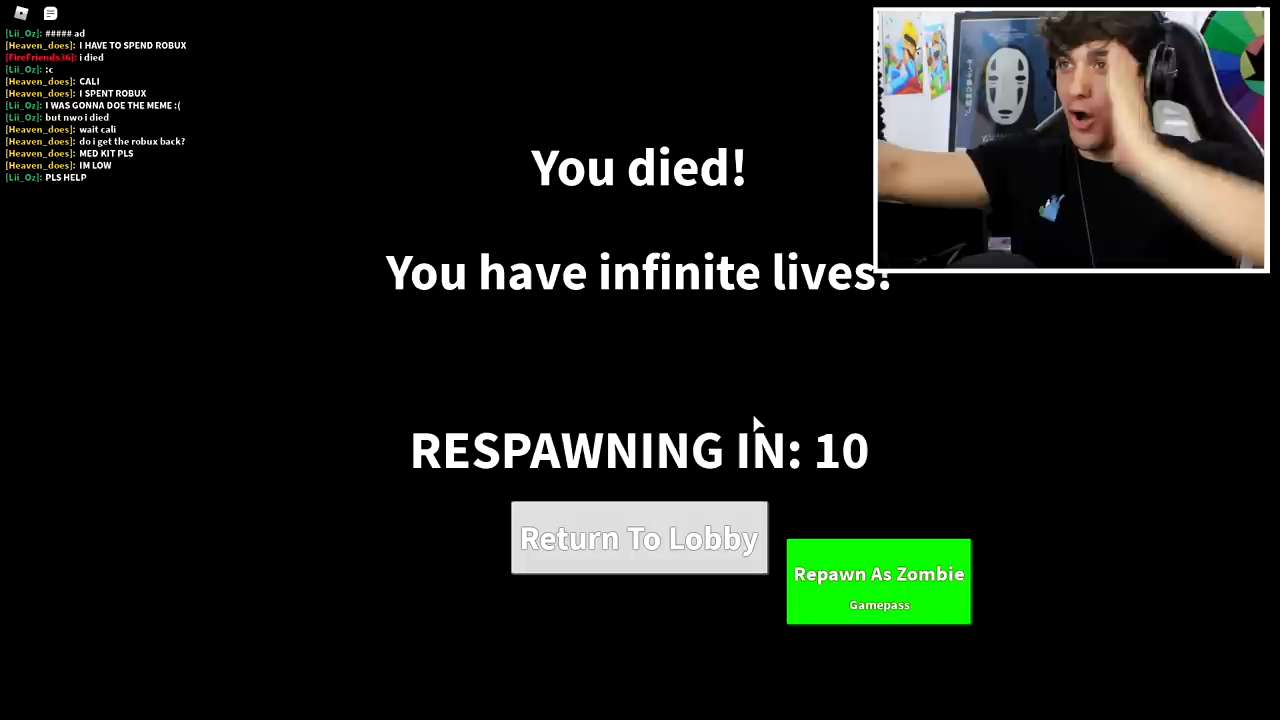 [Lii_Oz]: ##### ad
[Heaven_does]: I HAVE TO SPEND ROBUX
[FireFriends36]: i died
[Lii_Oz]: :c
[Heaven_does]: CALI
[Heaven_does]: I SPENT ROBUX
[Lii_Oz]: I WAS GONNA DOE THE MEME :(
[Lii_Oz]: but nwo i died
[Heaven_does]: wait cali
[Heaven_does]: do i get the robux back?
[Heaven_does]: MED KIT PLS
[Heaven_does]: IM LOW
[Lii_Oz]: PLS HELP
You died!
You have infinite lives!
RESPAWNING IN: 10
Return To Lobby
Repawn As Zombie
Gamepass